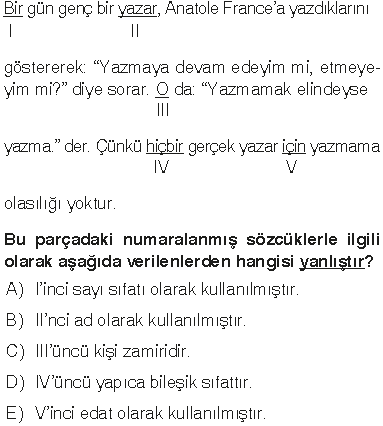 Bir gün genç bir yazar, Anatole France'a yazdıklarını
I II
göstererek: “Yazmaya devam edeyim mi, etmeye-
yim mi?” diye sorar. O da: “Yazmamak elindeyse
III
yazma.” der. Çünkü hiçbir gerçek yazar için yazmama
IV V
olasılığı yoktur.
Bu parçadaki numaralanmış sözcüklerle ilgili
olarak aşağıda verilenlerden hangisi yanlıştır?
A) I'inci sayı sıfatı olarak kullanılmıştır.
B) II'nci ad olarak kullanılmıştır.
C) III'üncü kişi zamiridir.
D) IV'üncü yapıca bileşik sıfattır.
E) V'inci edat olarak kullanılmıştır.